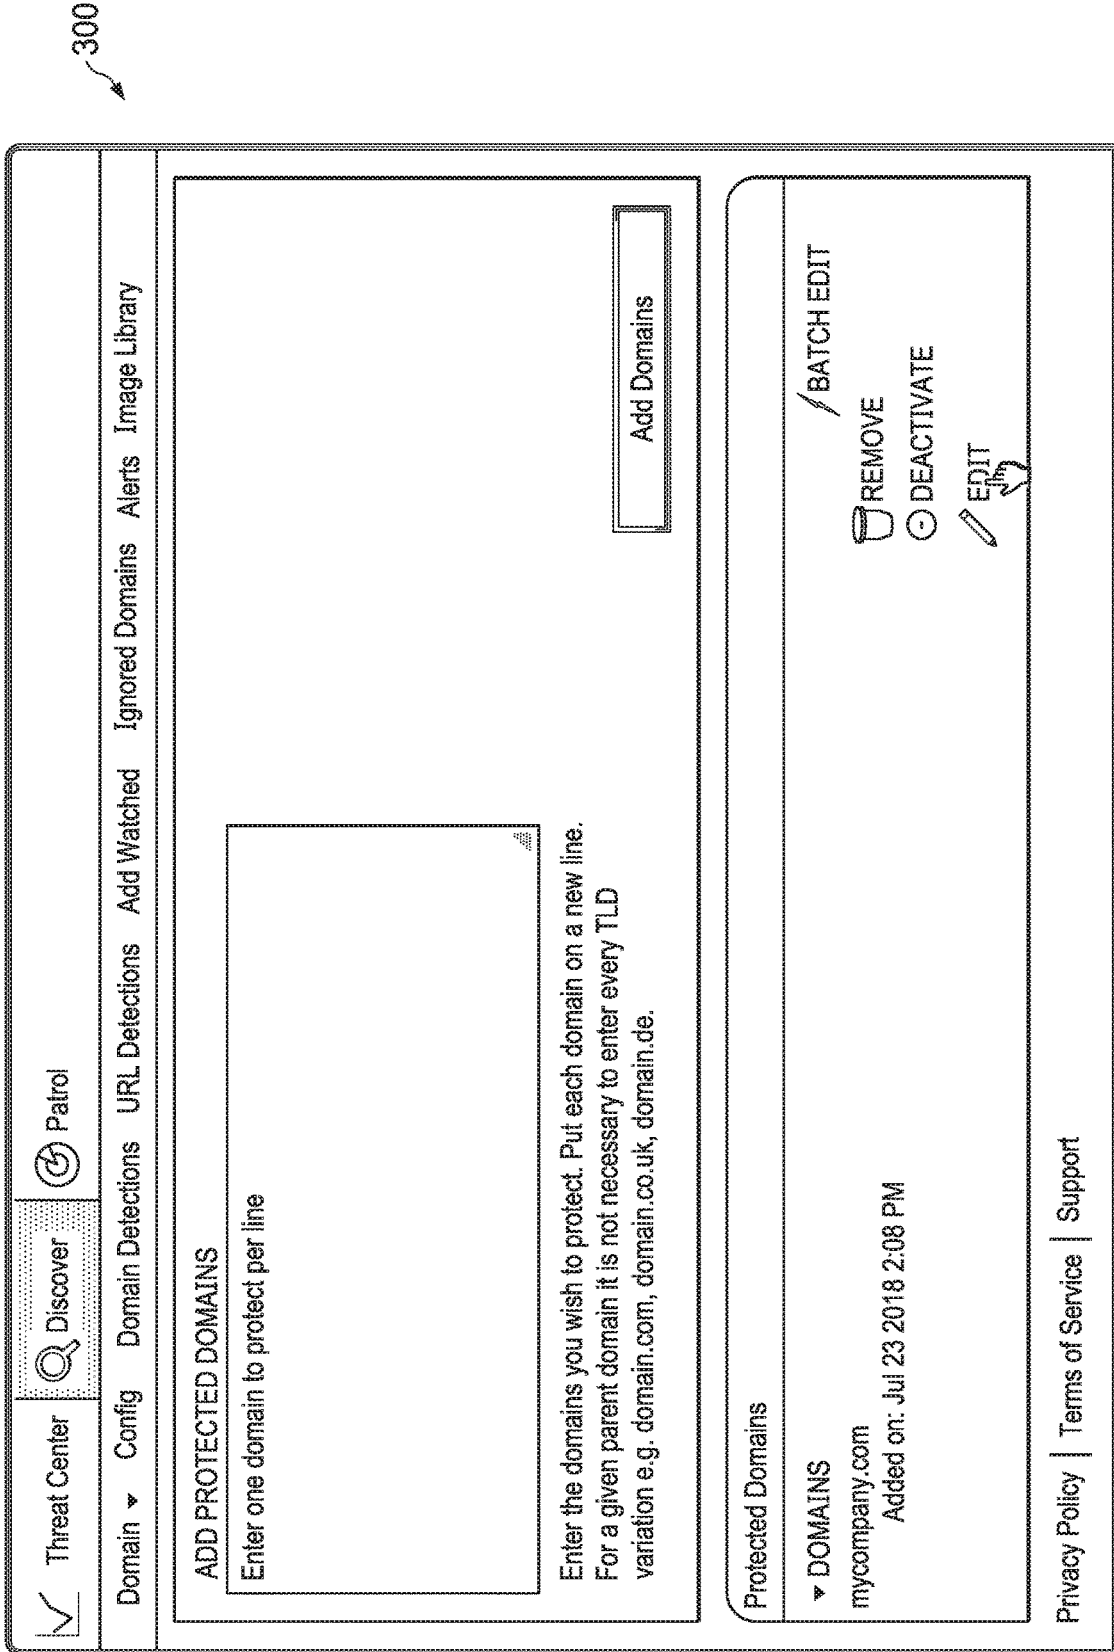 300
Threat Center Discover Patrol
Domain ▾ Config Domain Detections URL Detections Add Watched Ignored Domains Alerts Image Library
ADD PROTECTED DOMAINS
Enter one domain to protect per line
Enter the domains you wish to protect. Put each domain on a new line.
For a given parent domain it is not necessary to enter every TLD
variation e.g. domain.com, domain.co.uk, domain.de.
Add Domains
Protected Domains
▾ DOMAINS
BATCH EDIT
mycompany.com
Added on: Jul 23 2018 2:08 PM
REMOVE
DEACTIVATE
EDIT
Privacy Policy | Terms of Service | Support